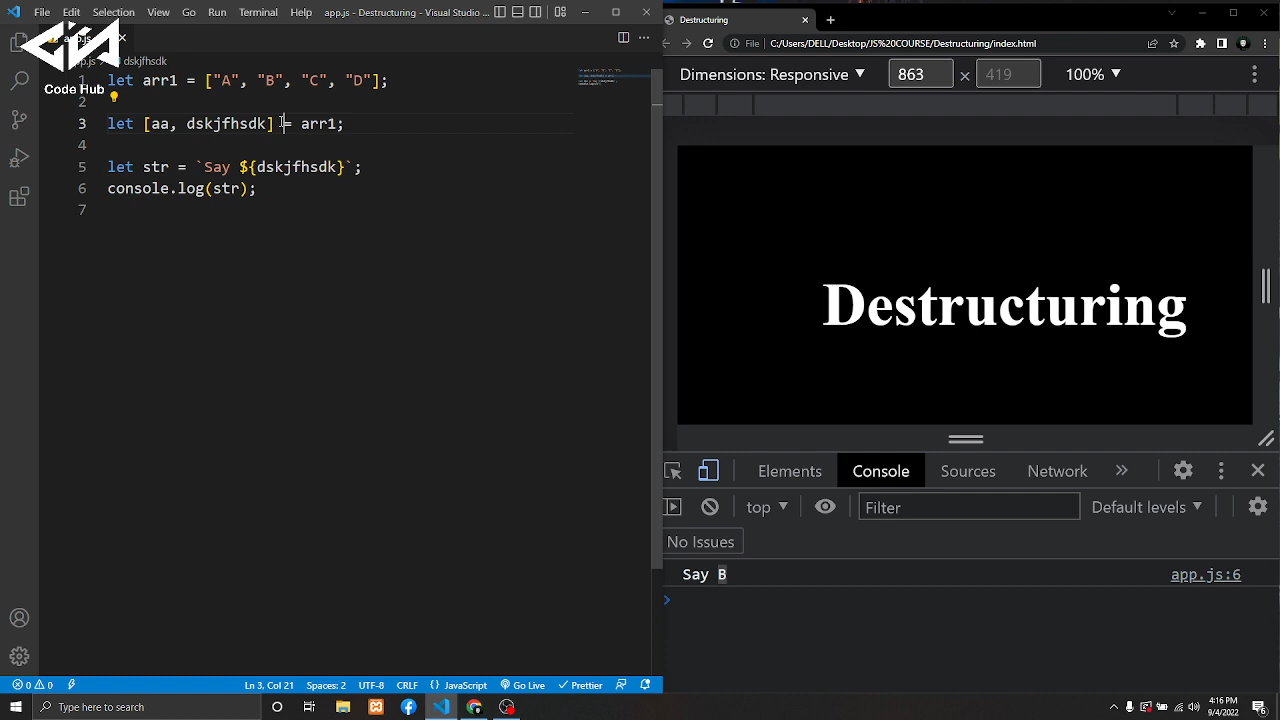 File Edit Selection View Go Run Terminal Help app.js - Destructuring - Visual Studio ...
Code Hub
dskjfhsdk
1 let arr1 = ["A", "B", "C", "D"];
2
3 let [aa, dskjfhsdk] = arr1;
4
5 let str = `Say ${dskjfhsdk}`;
6 console.log(str);
7
0 0 Ln 3, Col 21 Spaces: 2 UTF-8 CRLF {} JavaScript Go Live Prettier
Destructuring
File C:/Users/DELL/Desktop/JS%20COURSE/Destructuring/index.html
Dimensions: Responsive 863 × 419 100%
Destructuring
Elements Console Sources Network
top Filter Default levels
No Issues
Say B app.js:6
Type here to search
4:16 PM
9/4/2022